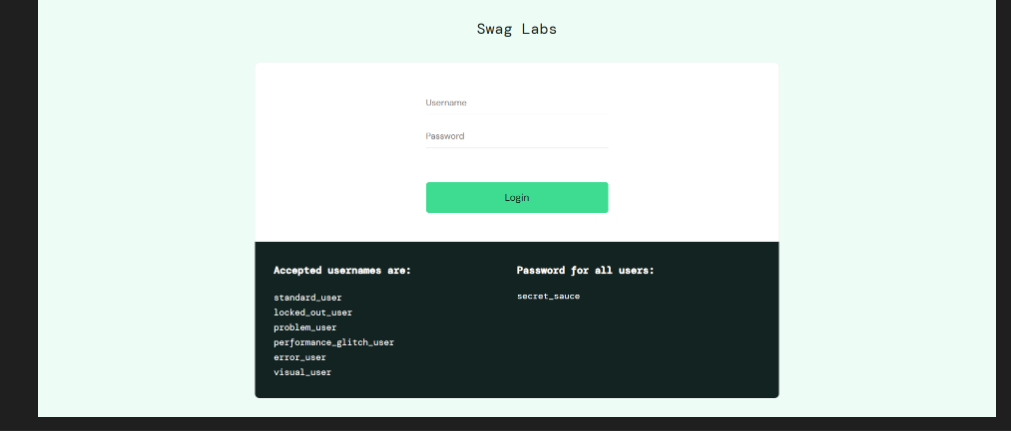 Swag Labs
Username
Password
Login
Accepted usernames are:
standard_user
locked_out_user
problem_user
performance_glitch_user
error_user
visual_user
Password for all users:
secret_sauce